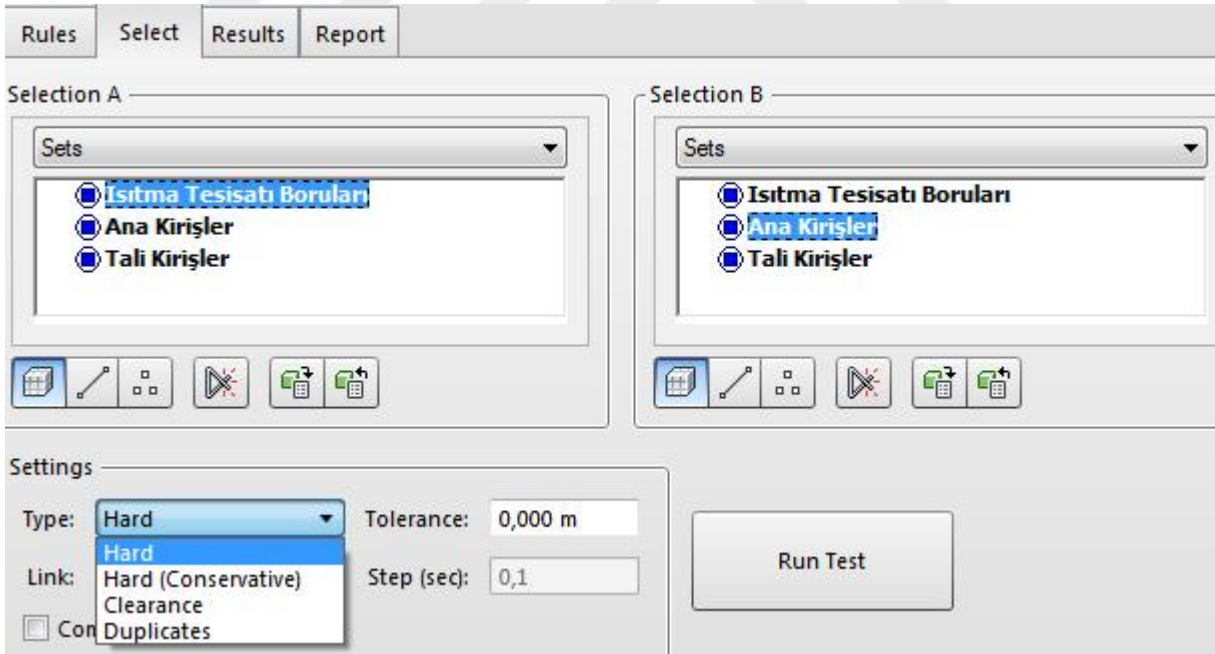 Rules Select Results Report
Selection A
Sets
Isıtma Tesisatı Boruları
Ana Kirişler
Tali Kirişler
Selection B
Sets
Isıtma Tesisatı Boruları
Ana Kirişler
Tali Kirişler
Settings
Type: Hard Tolerance: 0,000 m
Hard
Hard (Conservative)
Clearance
Duplicates
Link: Step (sec): 0,1
Run Test